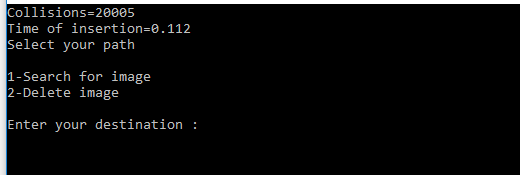 Collisions=20005
Time of insertion=0.112
Select your path
1-Search for image
2-Delete image
Enter your destination :